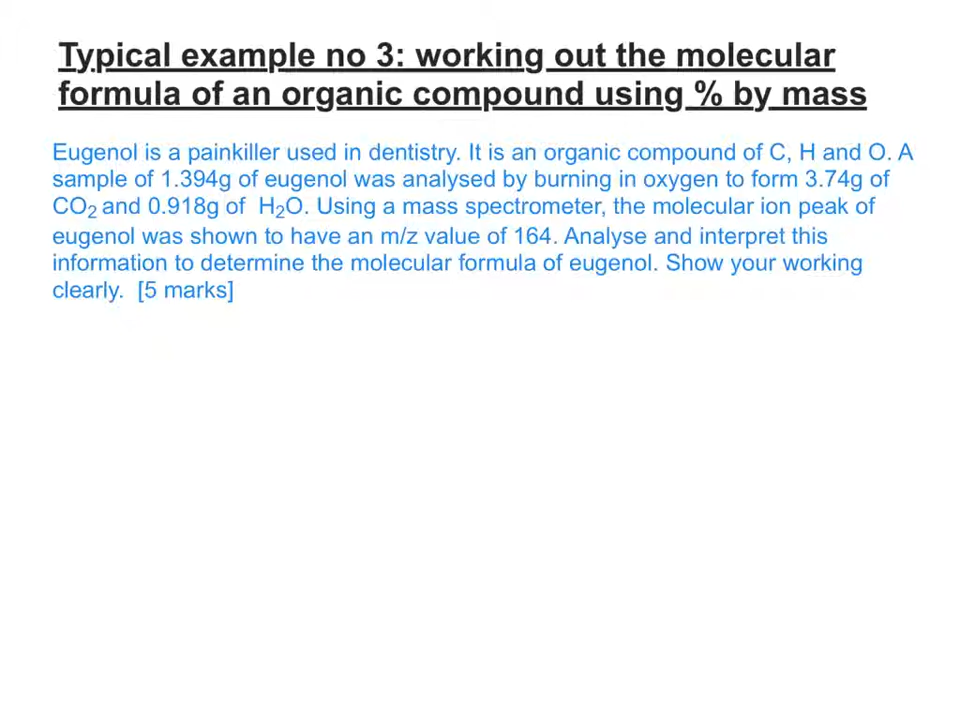 Typical example no 3: working out the molecular
formula of an organic compound using % by mass
Eugenol is a painkiller used in dentistry. It is an organic compound of C, H and O. A
sample of 1.394g of eugenol was analysed by burning in oxygen to form 3.74g of
CO₂ and 0.918g of H₂O. Using a mass spectrometer, the molecular ion peak of
eugenol was shown to have an m/z value of 164. Analyse and interpret this
information to determine the molecular formula of eugenol. Show your working
clearly. [5 marks]